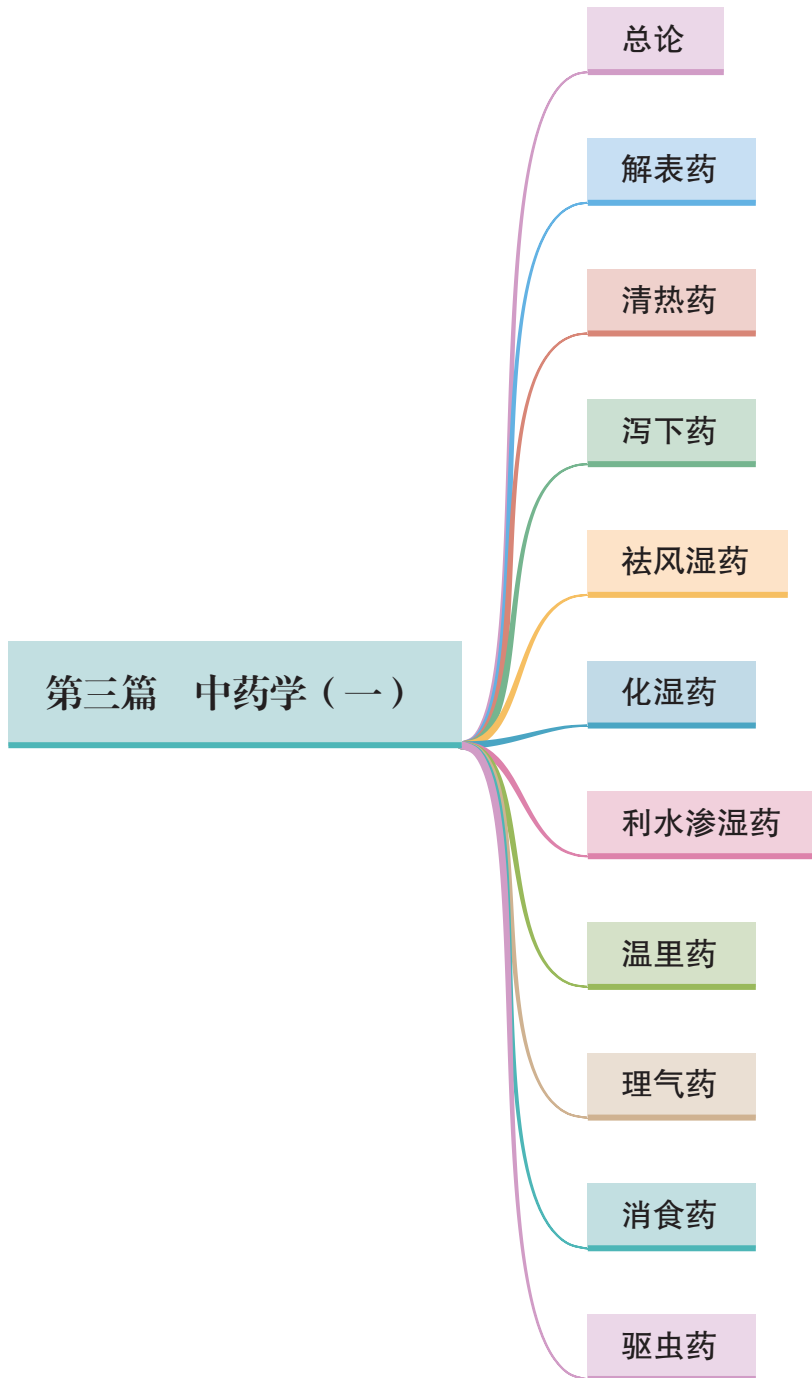 总论
解表药
清热药
泻下药
祛风湿药
第三篇　中药学（一）
化湿药
利水渗湿药
温里药
理气药
消食药
驱虫药